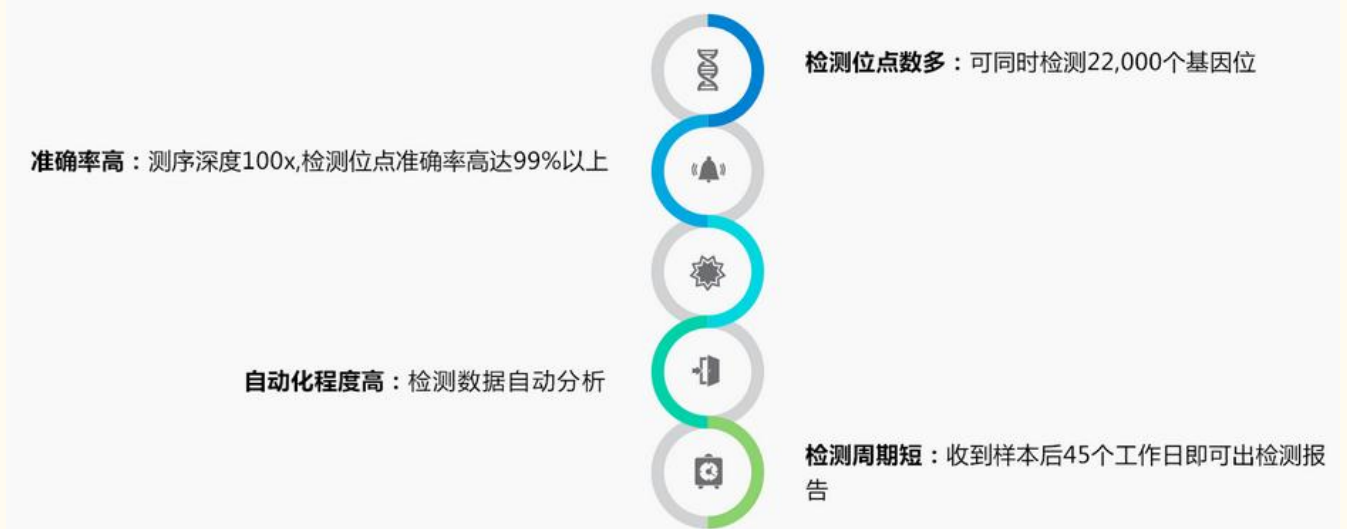 检测位点数多：可同时检测22,000个基因位
准确率高：测序深度100x,检测位点准确率高达99%以上
自动化程度高：检测数据自动分析
检测周期短：收到样本后45个工作日即可出检测报
告